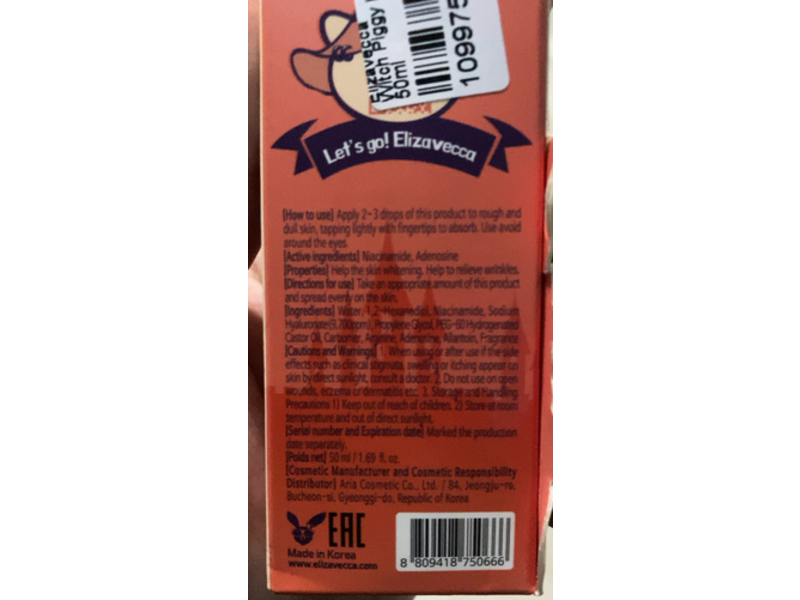 Elizavecca
Witch Piggy
50ml
10997
Let's go! Elizavecca
[How to use] Apply 2~3 drops of this product to rough and
dull skin, tapping lightly with fingertips to absorb. Use avoid
around the eyes.
[Active ingredients] Niacinamide, Adenosine
[Properties] Help the skin whitening. Help to relieve wrinkles.
[Directions for use] Take an appropriate amount of this product
and spread evenly on the skin.
[Ingredients] Water, 1,2-Hexanediol, Niacinamide, Sodium
Hyaluronate(9,700ppm), Propylene Glycol, PEG-60 Hydrogenated
Castor Oil, Carbomer, Arginine, Adenosine, Allantoin, Fragrance
[Cautions and Warnings] 1. When using or after use if the side
effects such as clinical stigmata, swelling or itching appear on
skin by direct sunlight, consult a doctor. 2. Do not use on open
wounds, eczema or dermatitis etc. 3. Storage and Handling
Precautions 1) Keep out of reach of children. 2) Store at room
temperature and out of direct sunlight.
[Serial number and Expiration date] Marked the production
date separately.
[Poids net] 50 ml / 1.69 fl. oz.
[Cosmetic Manufacturer and Cosmetic Responsibility
Distributor] Aria Cosmetic Co., Ltd. / 84, Jeongju-ro,
Bucheon-si, Gyeonggi-do, Republic of Korea
EAC
Made in Korea
www.elizavecca.com
8 809418 750666